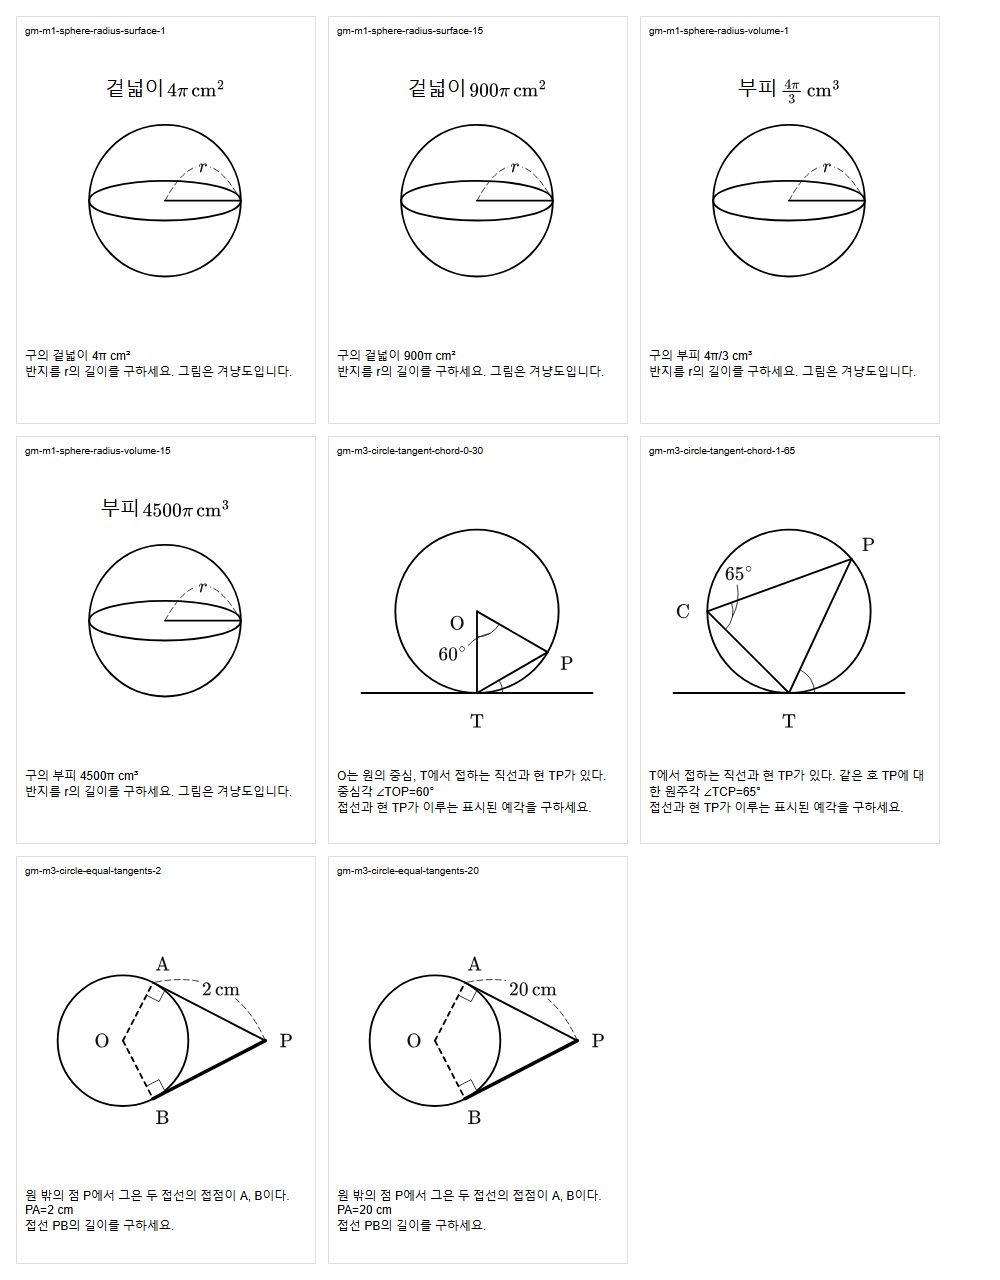 gm-m1-sphere-radius-surface-1
겉넓이 4π cm²
r
구의 겉넓이 4π cm²
반지름 r의 길이를 구하세요. 그림은 겨냥도입니다.
gm-m1-sphere-radius-surface-15
겉넓이 900π cm²
r
구의 겉넓이 900π cm²
반지름 r의 길이를 구하세요. 그림은 겨냥도입니다.
gm-m1-sphere-radius-volume-1
부피 4π/3 cm³
r
구의 부피 4π/3 cm³
반지름 r의 길이를 구하세요. 그림은 겨냥도입니다.
gm-m1-sphere-radius-volume-15
부피 4500π cm³
r
구의 부피 4500π cm³
반지름 r의 길이를 구하세요. 그림은 겨냥도입니다.
gm-m3-circle-tangent-chord-0-30
O
60°
P
T
O는 원의 중심, T에서 접하는 직선과 현 TP가 있다.
중심각 ∠TOP=60°
접선과 현 TP가 이루는 표시된 예각을 구하세요.
gm-m3-circle-tangent-chord-1-65
P
65°
C
T
T에서 접하는 직선과 현 TP가 있다. 같은 호 TP에 대
한 원주각 ∠TCP=65°
접선과 현 TP가 이루는 표시된 예각을 구하세요.
gm-m3-circle-equal-tangents-2
A
2 cm
O
P
B
원 밖의 점 P에서 그은 두 접선의 접점이 A, B이다.
PA=2 cm
접선 PB의 길이를 구하세요.
gm-m3-circle-equal-tangents-20
A
20 cm
O
P
B
원 밖의 점 P에서 그은 두 접선의 접점이 A, B이다.
PA=20 cm
접선 PB의 길이를 구하세요.